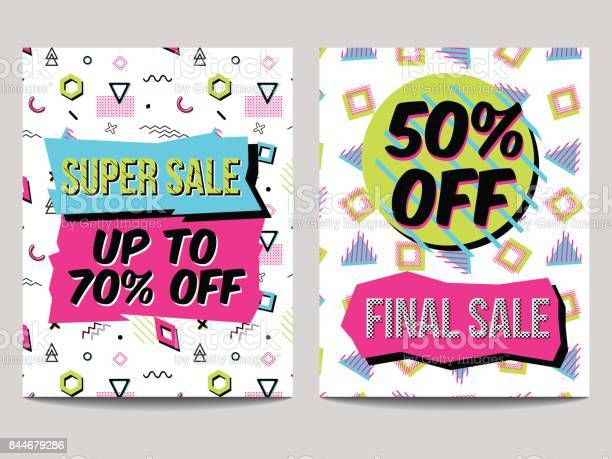 SUPER SALE
UP TO
70% OFF
50%
OFF
FINAL SALE
iStock
by Getty Images
844679286